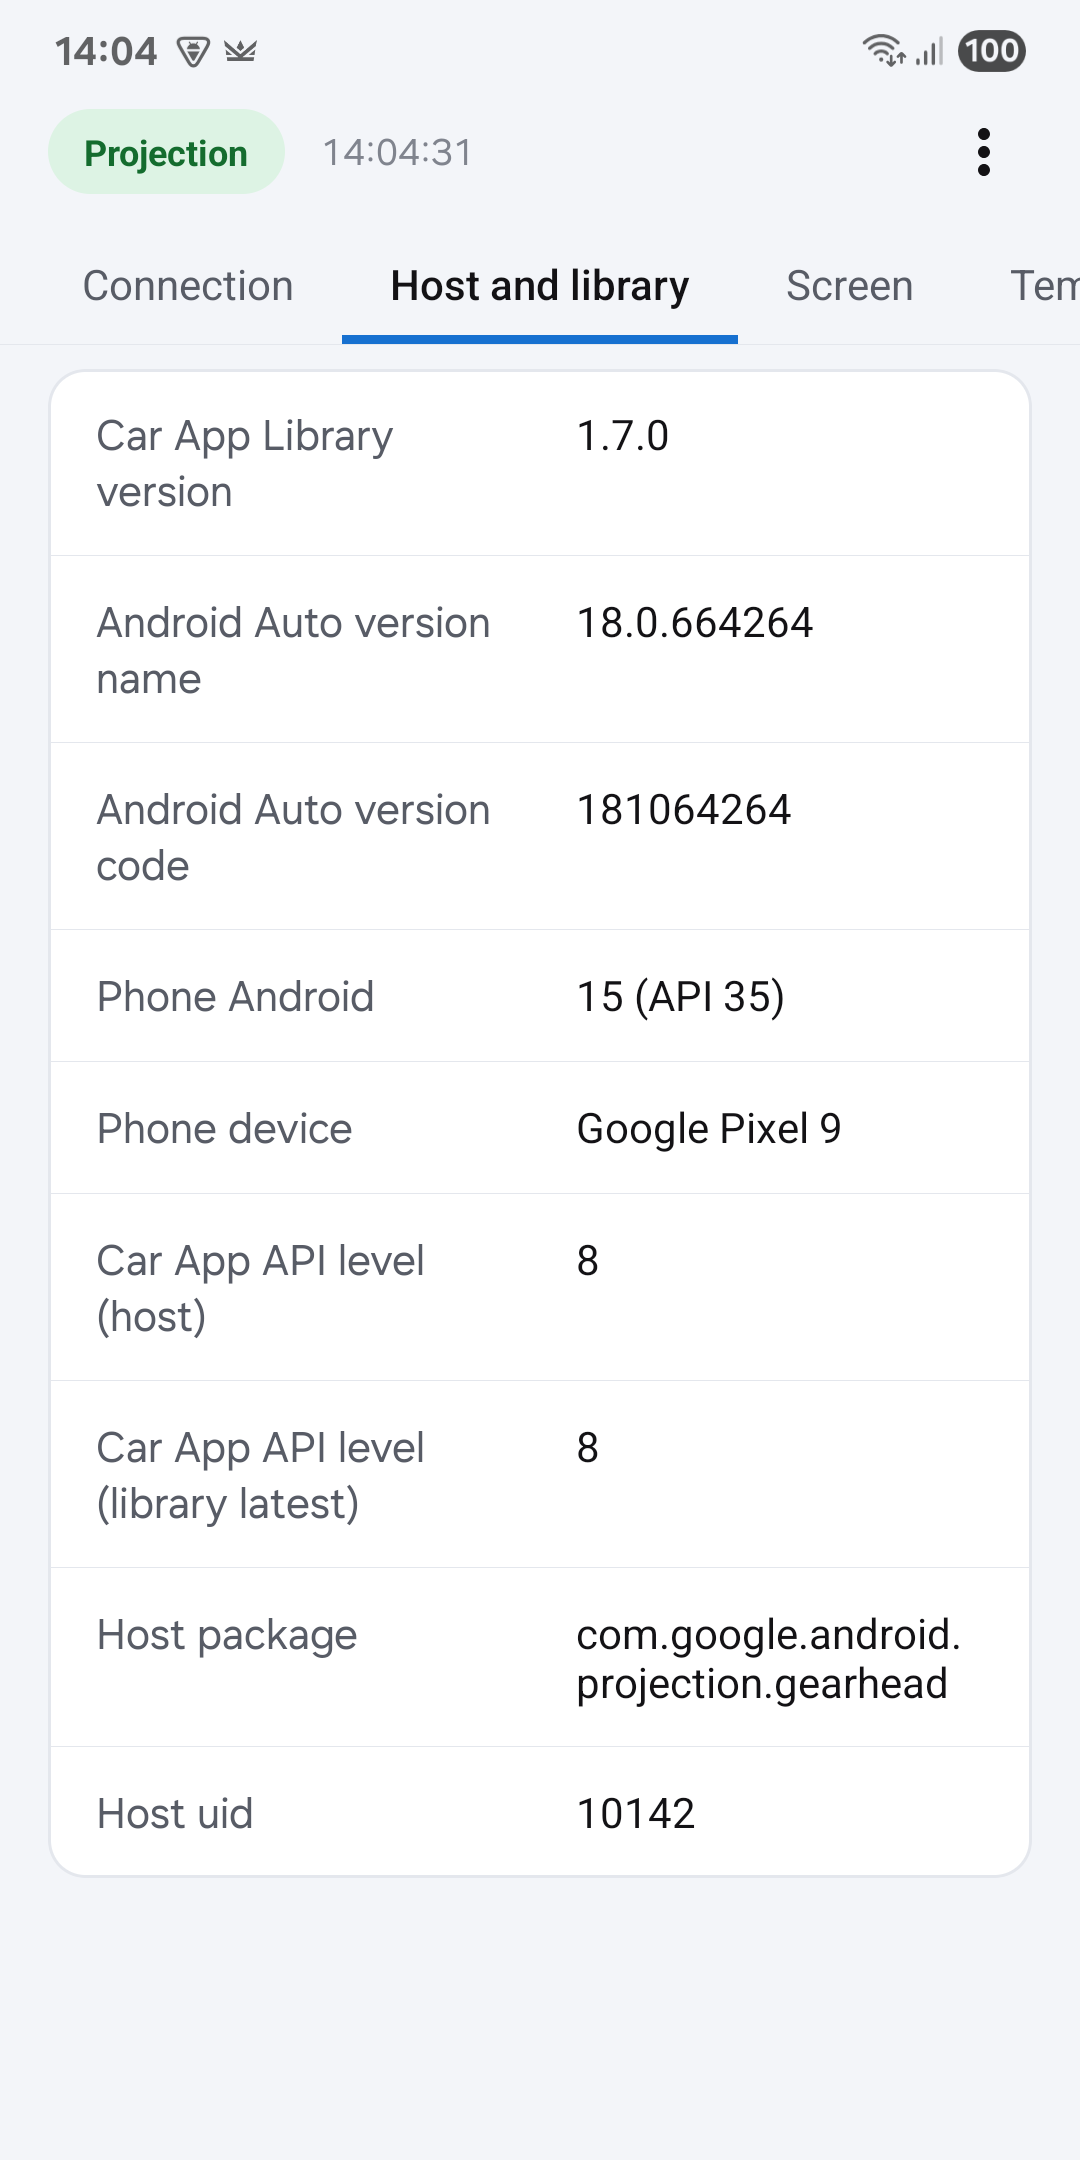 14:04
100
Projection
14:04:31
Connection
Host and library
Screen
Tem
Car App Library
version
1.7.0
Android Auto version
name
18.0.664264
Android Auto version
code
181064264
Phone Android
15 (API 35)
Phone device
Google Pixel 9
Car App API level
(host)
8
Car App API level
(library latest)
8
Host package
com.google.android.
projection.gearhead
Host uid
10142